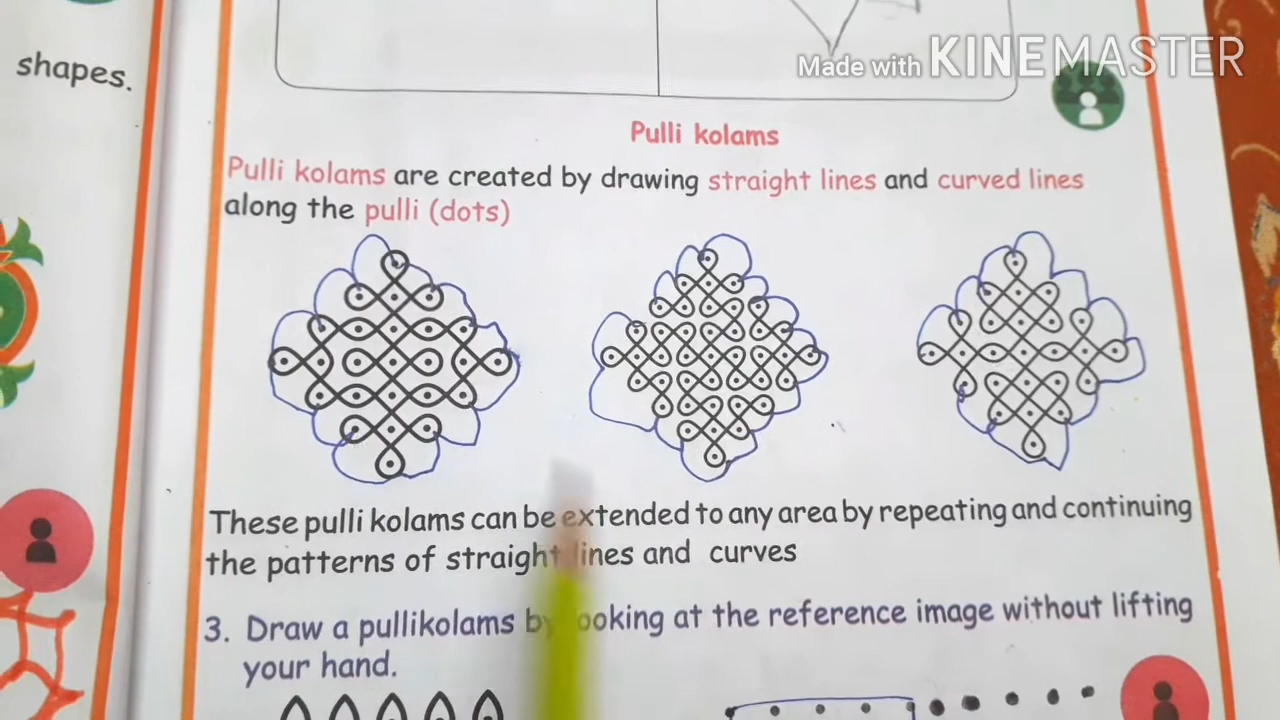 shapes.
Made with KINEMASTER
Pulli kolams
Pulli kolams are created by drawing straight lines and curved lines
along the pulli (dots)
These pulli kolams can be extended to any area by repeating and continuing
the patterns of straight lines and curves
3. Draw a pullikolams by looking at the reference image without lifting
your hand.